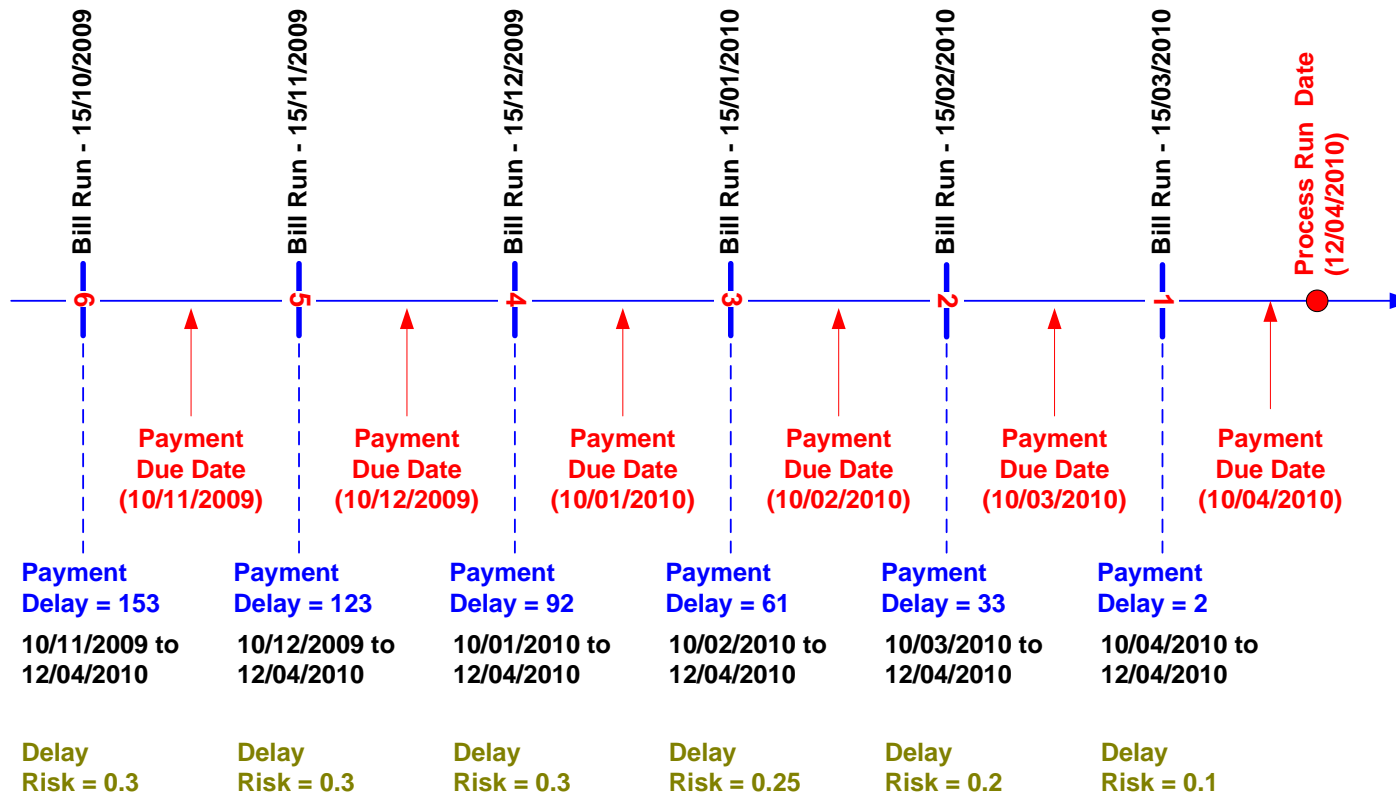 Bill Run - 15/10/2009
Bill Run - 15/11/2009
Bill Run - 15/12/2009
Bill Run - 15/01/2010
Bill Run - 15/02/2010
Bill Run - 15/03/2010
Process Run Date
(12/04/2010)
6
5
4
3
2
1
Payment
Due Date
(10/11/2009)
Payment
Due Date
(10/12/2009)
Payment
Due Date
(10/01/2010)
Payment
Due Date
(10/02/2010)
Payment
Due Date
(10/03/2010)
Payment
Due Date
(10/04/2010)
Payment
Delay = 153
10/11/2009 to
12/04/2010
Payment
Delay = 123
10/12/2009 to
12/04/2010
Payment
Delay = 92
10/01/2010 to
12/04/2010
Payment
Delay = 61
10/02/2010 to
12/04/2010
Payment
Delay = 33
10/03/2010 to
12/04/2010
Payment
Delay = 2
10/04/2010 to
12/04/2010
Delay
Risk = 0.3
Delay
Risk = 0.3
Delay
Risk = 0.3
Delay
Risk = 0.25
Delay
Risk = 0.2
Delay
Risk = 0.1